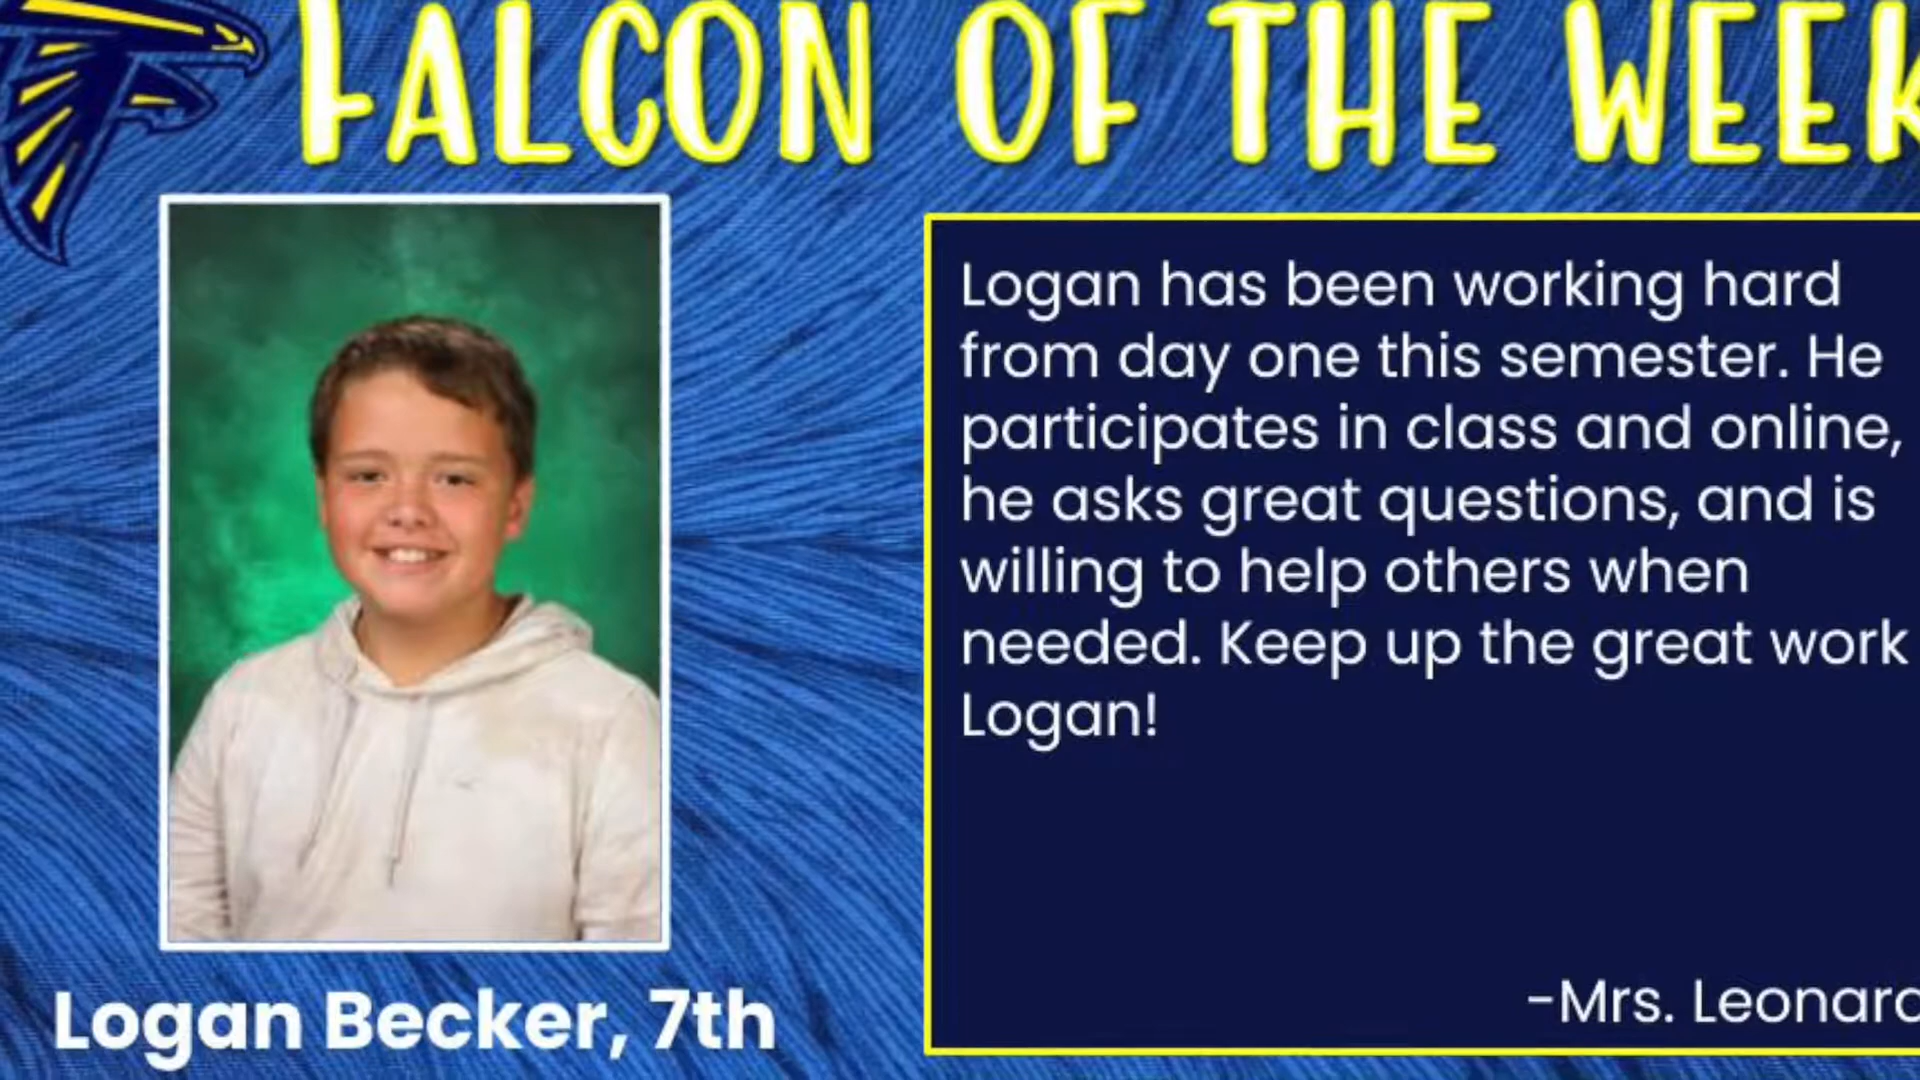 FALCON OF THE WEEK
Logan has been working hard
from day one this semester. He
participates in class and online,
he asks great questions, and is
willing to help others when
needed. Keep up the great work
Logan!
-Mrs. Leonard
Logan Becker, 7th